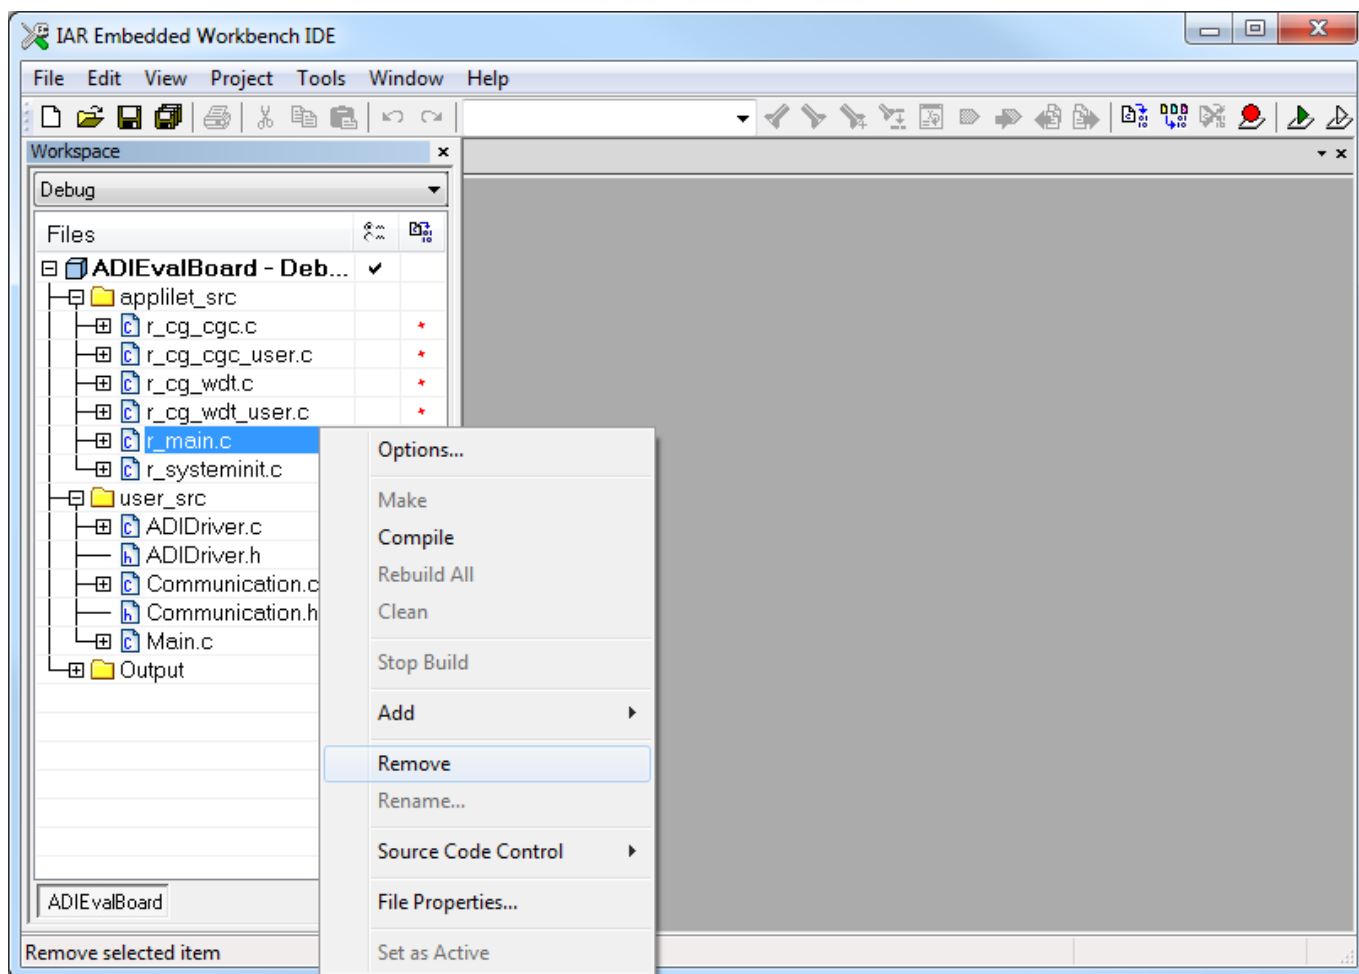 IAR Embedded Workbench IDE
File Edit View Project Tools Window Help
Workspace
Debug
Files
ADIEvalBoard - Deb...
applilet_src
r_cg_cgc.c
r_cg_cgc_user.c
r_cg_wdt.c
r_cg_wdt_user.c
r_main.c
r_systeminit.c
user_src
ADIDriver.c
ADIDriver.h
Communication.c
Communication.h
Main.c
Output
Options...
Make
Compile
Rebuild All
Clean
Stop Build
Add
Remove
Rename...
Source Code Control
File Properties...
Set as Active
ADIEvalBoard
Remove selected item